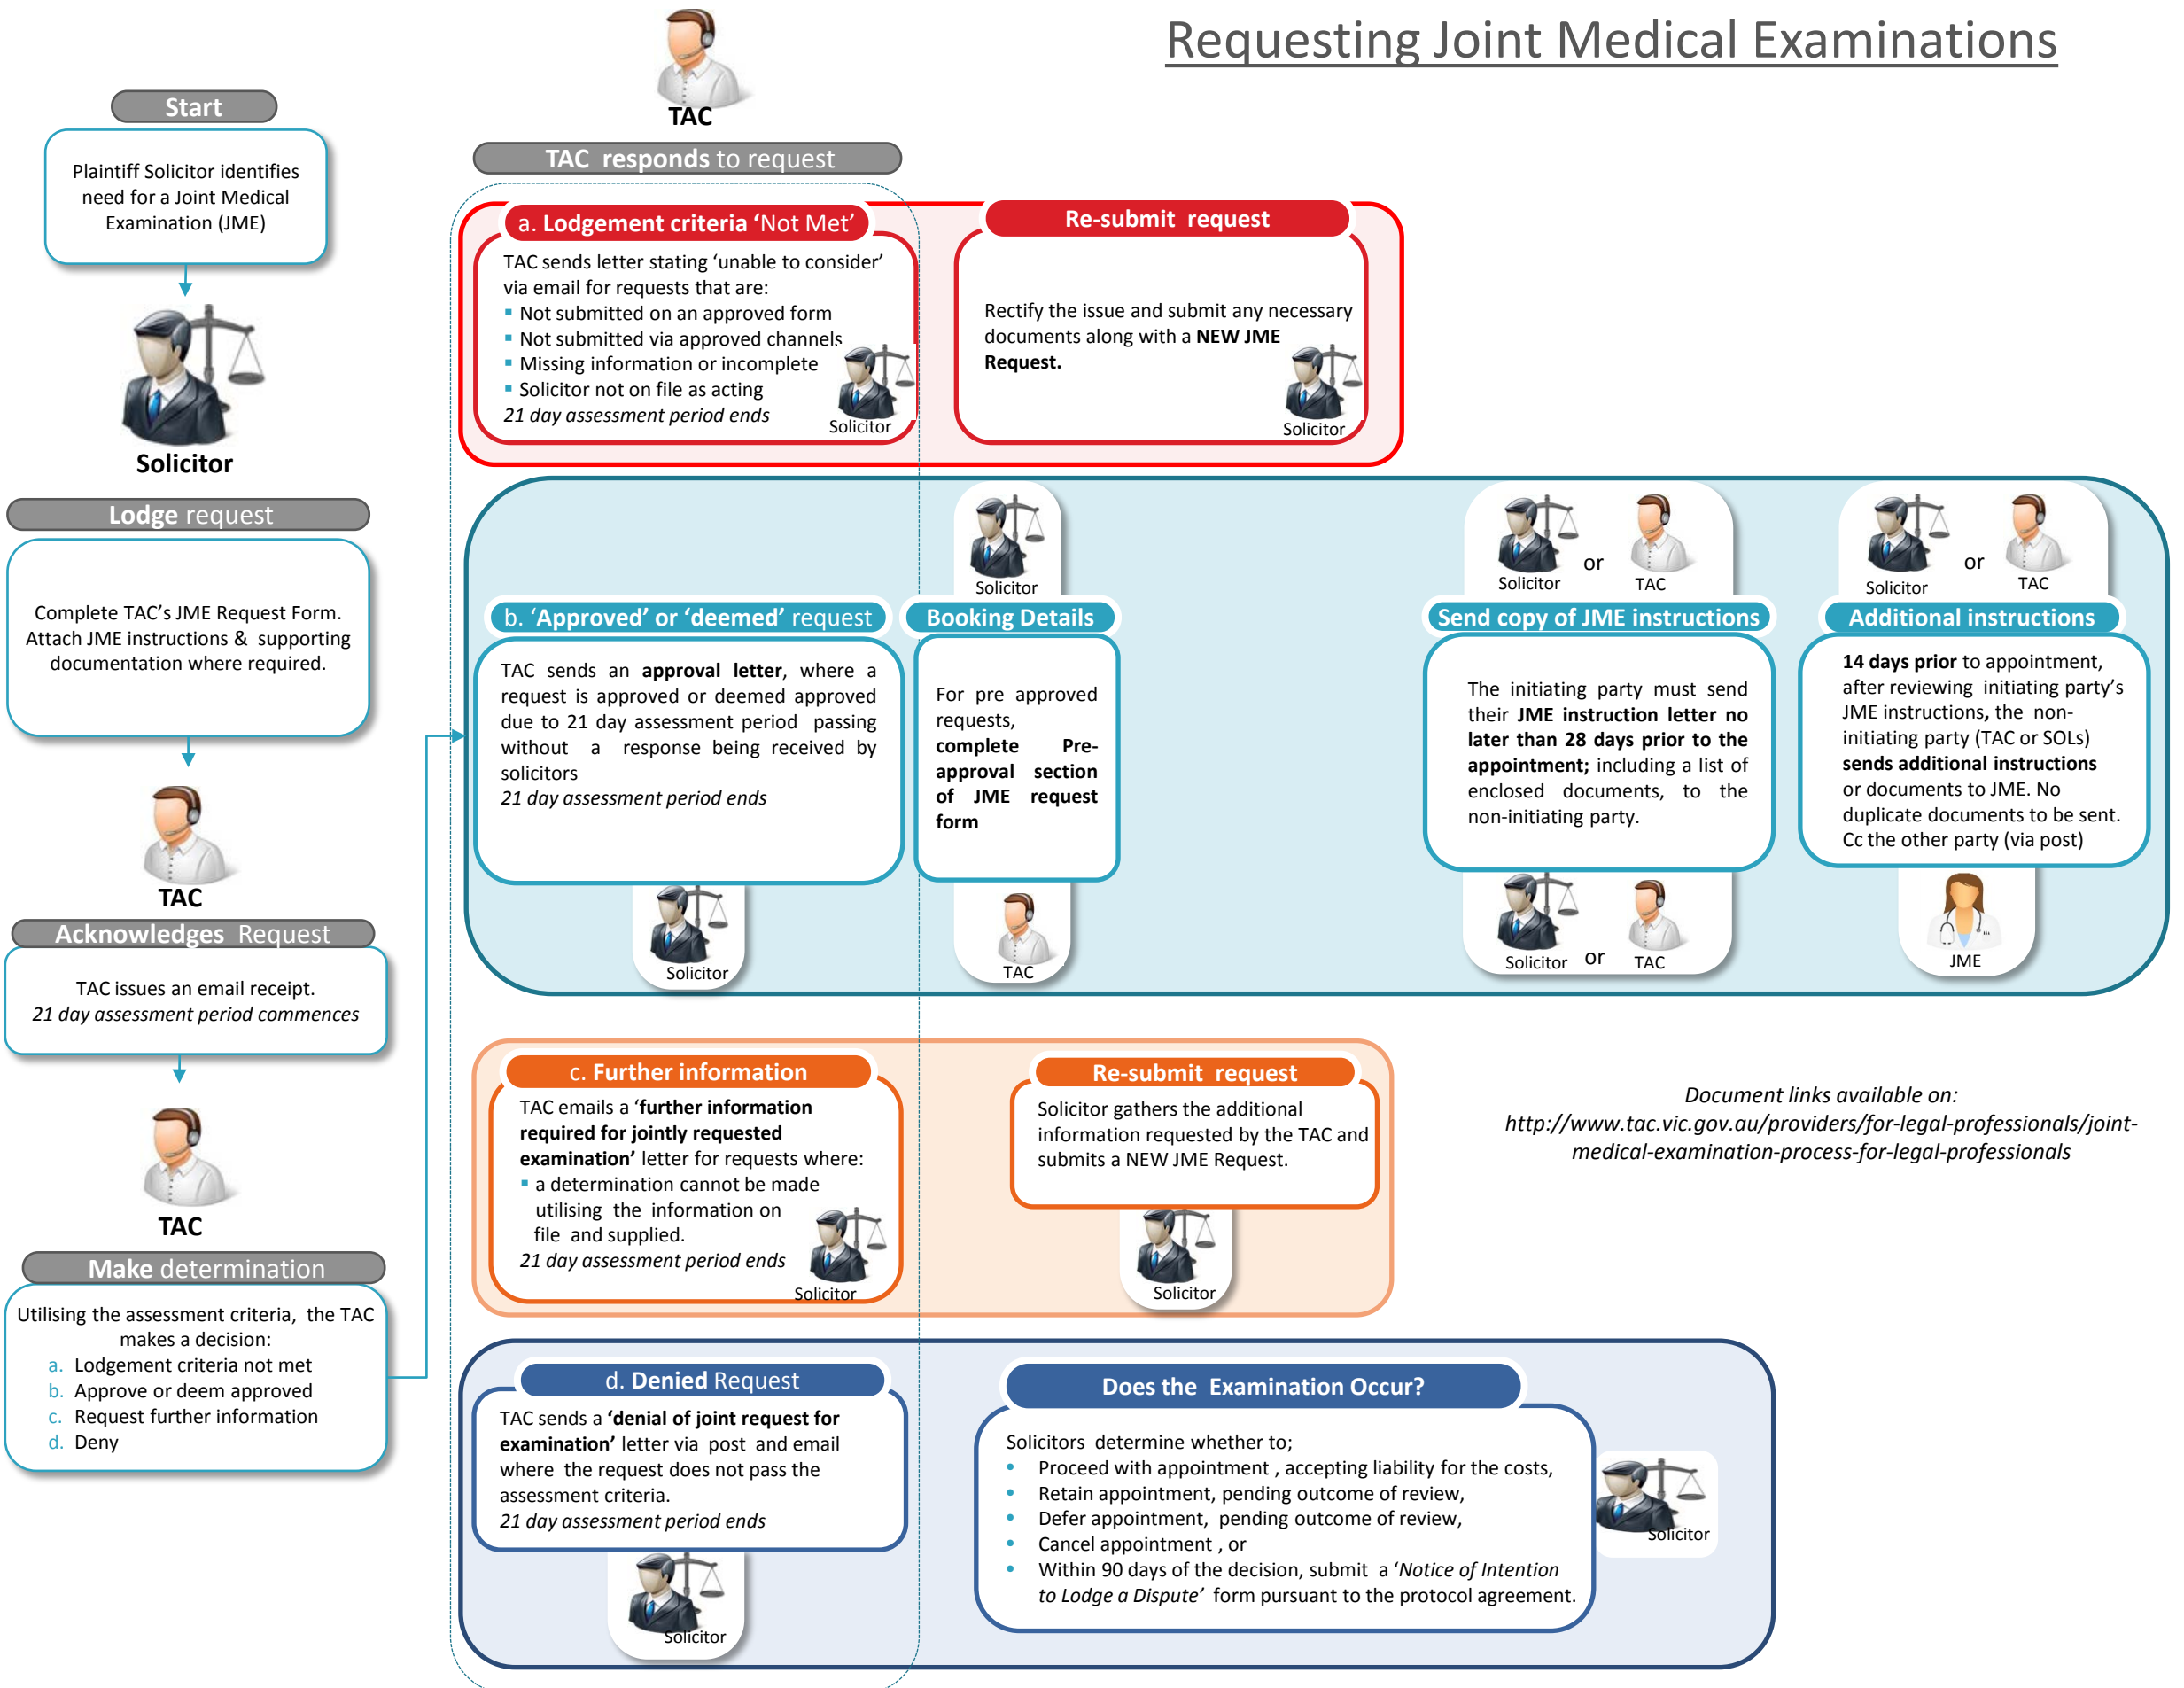 Requesting Joint Medical Examinations
Start
Plaintiff Solicitor identifies
need for a Joint Medical
Examination (JME)
Solicitor
Lodge request
Complete TAC’s JME Request Form.
Attach JME instructions & supporting
documentation where required.
TAC
Acknowledges Request
TAC issues an email receipt.
21 day assessment period commences
TAC
Make determination
Utilising the assessment criteria, the TAC
makes a decision:
a. Lodgement criteria not met
b. Approve or deem approved
c. Request further information
d. Deny
TAC
TAC responds to request
a. Lodgement criteria ‘Not Met’
TAC sends letter stating ‘unable to consider’
via email for requests that are:
▪ Not submitted on an approved form
▪ Not submitted via approved channels
▪ Missing information or incomplete
▪ Solicitor not on file as acting
21 day assessment period ends
Solicitor
Re-submit request
Rectify the issue and submit any necessary
documents along with a NEW JME
Request.
Solicitor
b. ‘Approved’ or ‘deemed’ request
TAC sends an approval letter, where a
request is approved or deemed approved
due to 21 day assessment period passing
without a response being received by
solicitors
21 day assessment period ends
Solicitor
Solicitor
Booking Details
For pre approved
requests,
complete Pre-
approval section
of JME request
form
TAC
Solicitor or TAC
Send copy of JME instructions
The initiating party must send
their JME instruction letter no
later than 28 days prior to the
appointment; including a list of
enclosed documents, to the
non-initiating party.
Solicitor or TAC
Solicitor or TAC
Additional instructions
14 days prior to appointment,
after reviewing initiating party’s
JME instructions, the non-
initiating party (TAC or SOLs)
sends additional instructions
or documents to JME. No
duplicate documents to be sent.
Cc the other party (via post)
JME
c. Further information
TAC emails a ‘further information
required for jointly requested
examination’ letter for requests where:
▪ a determination cannot be made
utilising the information on
file and supplied.
21 day assessment period ends
Solicitor
Re-submit request
Solicitor gathers the additional
information requested by the TAC and
submits a NEW JME Request.
Solicitor
Document links available on:
http://www.tac.vic.gov.au/providers/for-legal-professionals/joint-
medical-examination-process-for-legal-professionals
d. Denied Request
TAC sends a ‘denial of joint request for
examination’ letter via post and email
where the request does not pass the
assessment criteria.
21 day assessment period ends
Solicitor
Does the Examination Occur?
Solicitors determine whether to;
• Proceed with appointment , accepting liability for the costs,
• Retain appointment, pending outcome of review,
• Defer appointment, pending outcome of review,
• Cancel appointment , or
• Within 90 days of the decision, submit a ‘Notice of Intention
to Lodge a Dispute’ form pursuant to the protocol agreement.
Solicitor